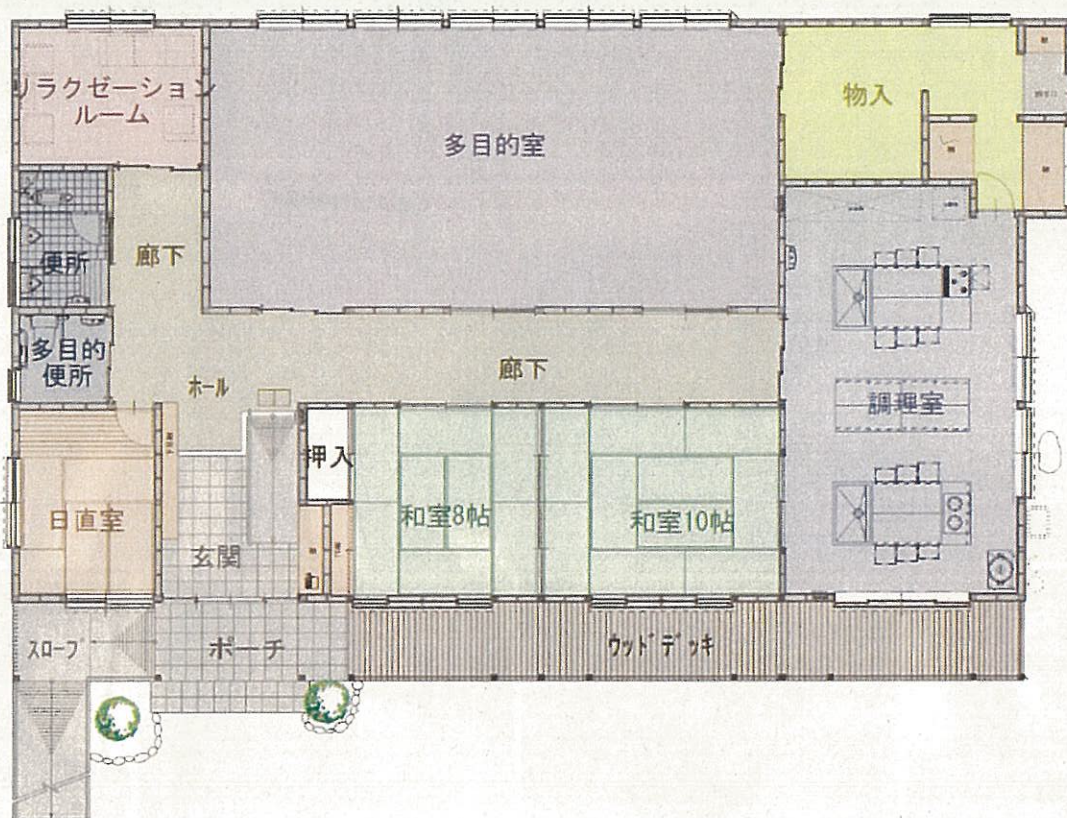 リラクゼーション
ルーム
多目的室
物入
便所
廊下
多目的
便所
ホール
廊下
調理室
押入
日直室
玄関
和室8帖
和室10帖
スロープ
ポーチ
ウッドデッキ